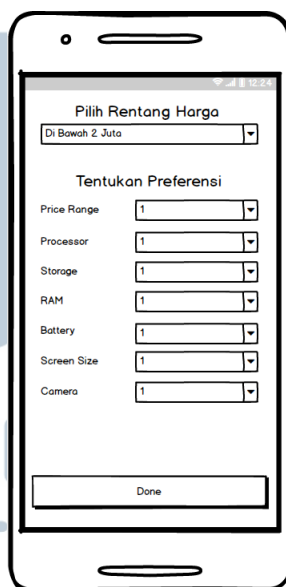 12:24
Pilih Rentang Harga
Di Bawah 2 Juta
Tentukan Preferensi
Price Range 1
Processor 1
Storage 1
RAM 1
Battery 1
Screen Size 1
Camera 1
Done